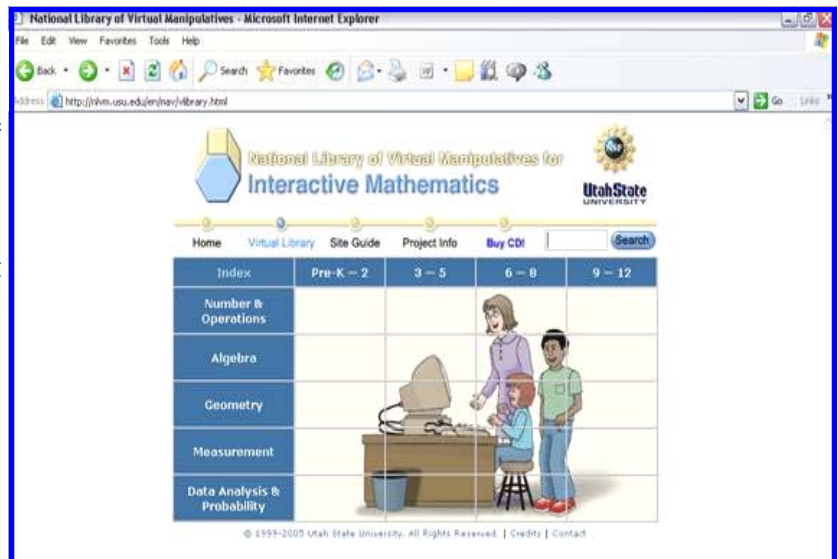 National Library of Virtual Manipulatives - Microsoft Internet Explorer
File Edit View Favorites Tools Help
Back Search Favorites
Address http://nlvm.usu.edu/en/nav/vlibrary.html Go Links
National Library of Virtual Manipulatives for
Interactive Mathematics
NSF
UtahState
UNIVERSITY
Home Virtual Library Site Guide Project Info Buy CD! Search
Index Pre-K – 2 3 – 5 6 – 8 9 – 12
Number &
Operations
Algebra
Geometry
Measurement
Data Analysis &
Probability
© 1999-2005 Utah State University. All Rights Reserved. | Credits | Contact